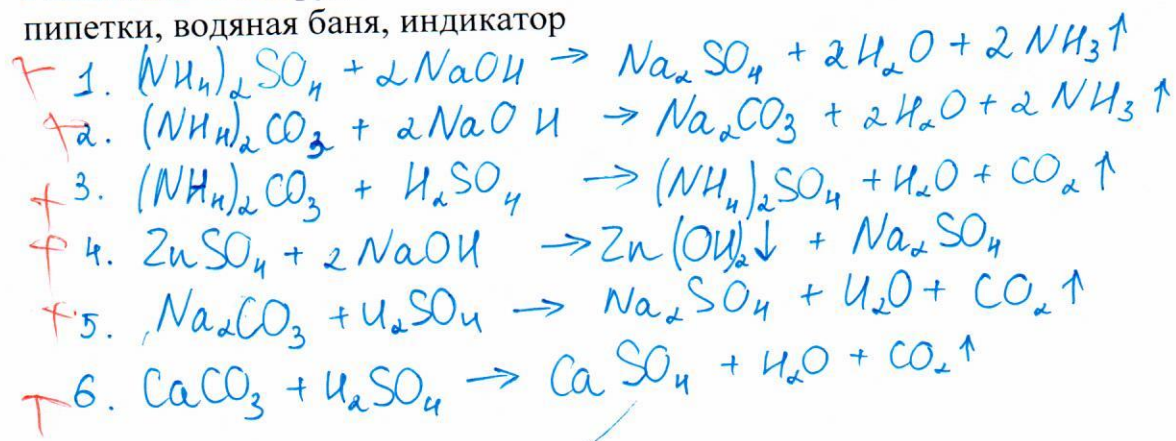 пипетки, водяная баня, индикатор
+ 1. (NH₄)₂SO₄ + 2NaOH → Na₂SO₄ + 2H₂O + 2NH₃↑
+ 2. (NH₄)₂CO₃ + 2NaOH → Na₂CO₃ + 2H₂O + 2NH₃↑
+ 3. (NH₄)₂CO₃ + H₂SO₄ → (NH₄)₂SO₄ + H₂O + CO₂↑
+ 4. ZnSO₄ + 2NaOH → Zn(OH)₂↓ + Na₂SO₄
+ 5. Na₂CO₃ + H₂SO₄ → Na₂SO₄ + H₂O + CO₂↑
+ 6. CaCO₃ + H₂SO₄ → CaSO₄ + H₂O + CO₂↑